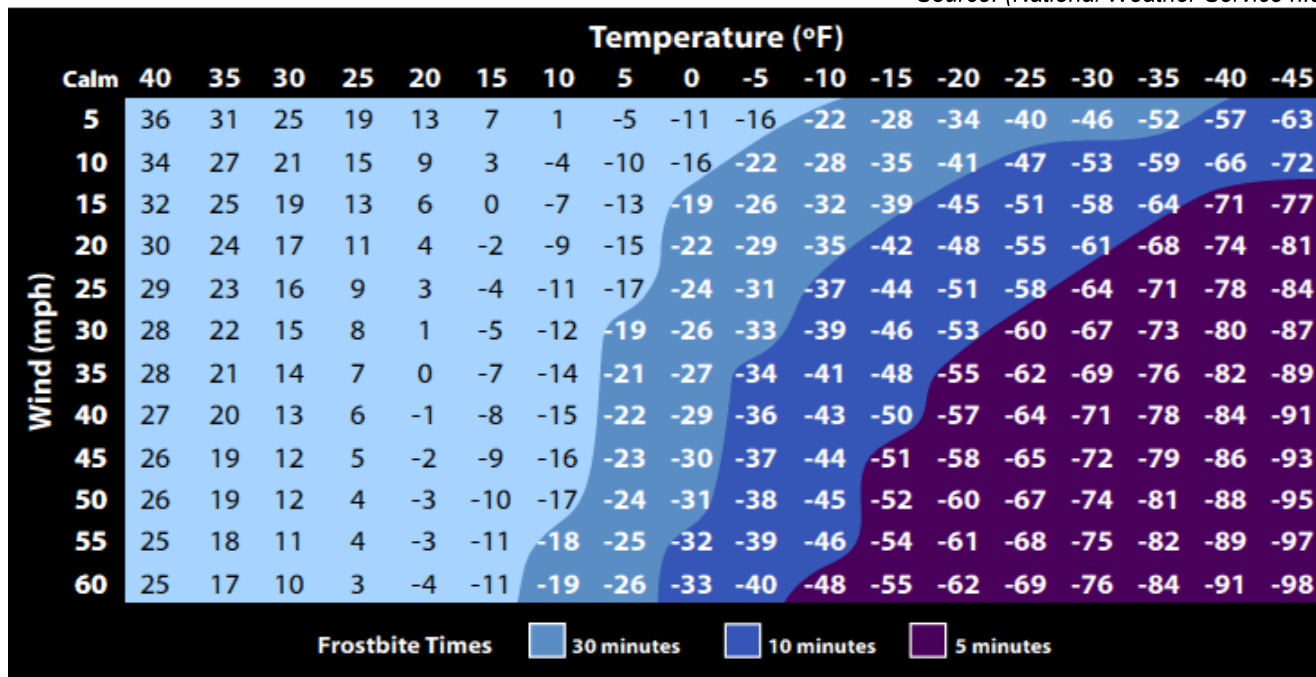 Source: (National Weather Service
Temperature (ºF)
Calm 40 35 30 25 20 15 10 5 0 -5 -10 -15 -20 -25 -30 -35 -40 -45
5 36 31 25 19 13 7 1 -5 -11 -16 -22 -28 -34 -40 -46 -52 -57 -63
10 34 27 21 15 9 3 -4 -10 -16 -22 -28 -35 -41 -47 -53 -59 -66 -72
15 32 25 19 13 6 0 -7 -13 -19 -26 -32 -39 -45 -51 -58 -64 -71 -77
20 30 24 17 11 4 -2 -9 -15 -22 -29 -35 -42 -48 -55 -61 -68 -74 -81
25 29 23 16 9 3 -4 -11 -17 -24 -31 -37 -44 -51 -58 -64 -71 -78 -84
30 28 22 15 8 1 -5 -12 -19 -26 -33 -39 -46 -53 -60 -67 -73 -80 -87
35 28 21 14 7 0 -7 -14 -21 -27 -34 -41 -48 -55 -62 -69 -76 -82 -89
40 27 20 13 6 -1 -8 -15 -22 -29 -36 -43 -50 -57 -64 -71 -78 -84 -91
45 26 19 12 5 -2 -9 -16 -23 -30 -37 -44 -51 -58 -65 -72 -79 -86 -93
50 26 19 12 4 -3 -10 -17 -24 -31 -38 -45 -52 -60 -67 -74 -81 -88 -95
55 25 18 11 4 -3 -11 -18 -25 -32 -39 -46 -54 -61 -68 -75 -82 -89 -97
60 25 17 10 3 -4 -11 -19 -26 -33 -40 -48 -55 -62 -69 -76 -84 -91 -98
Wind (mph)
Frostbite Times 30 minutes 10 minutes 5 minutes